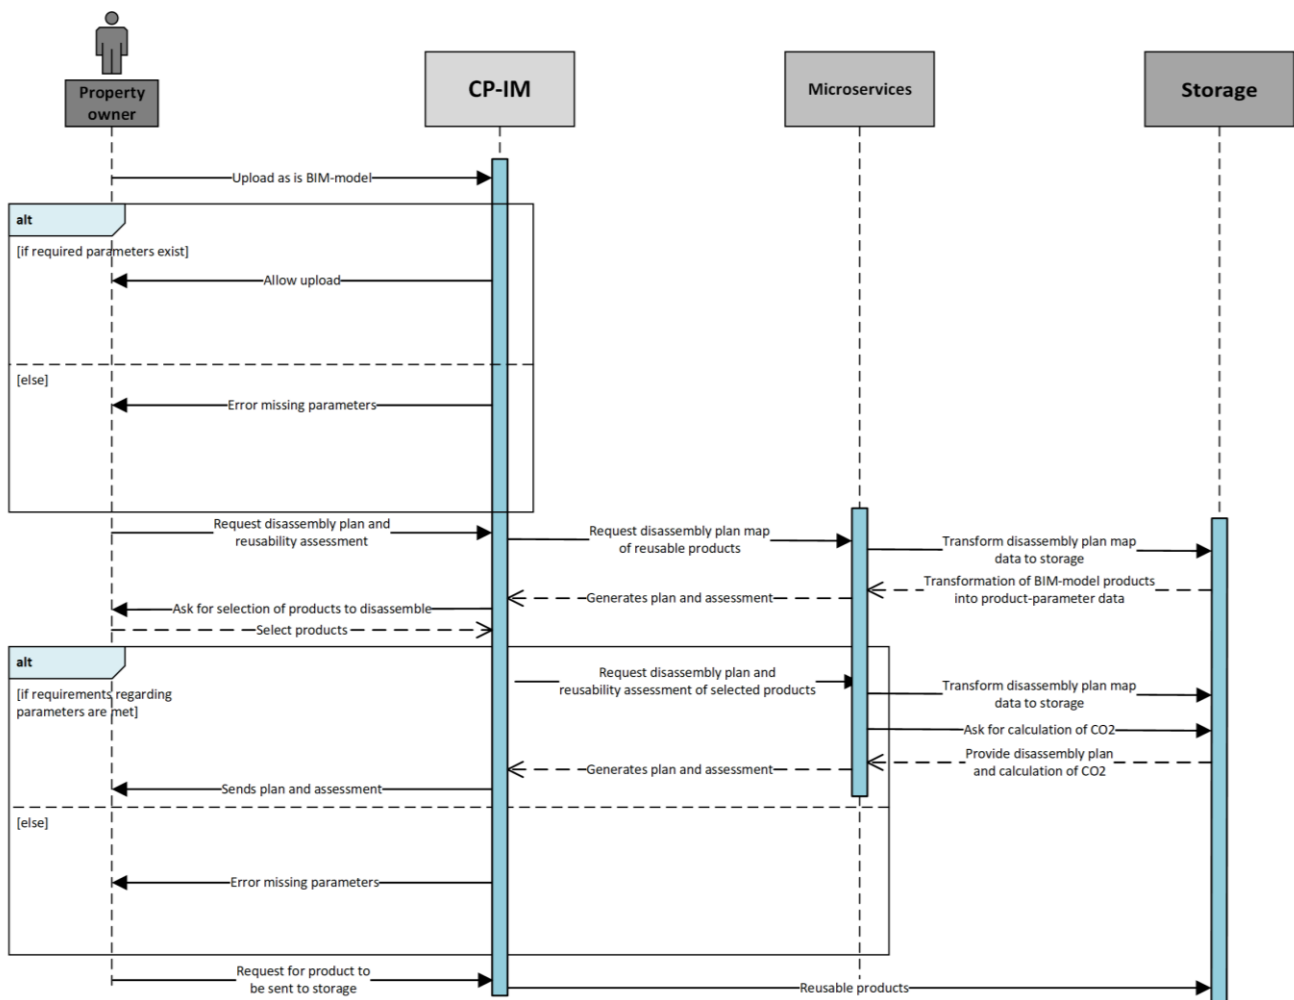 Property
owner
CP-IM
Microservices
Storage
Upload as is BIM-model
alt
[if required parameters exist]
Allow upload
[else]
Error missing parameters
Request disassembly plan and
reusability assessment
Request disassembly plan map
of reusable products
Transform disassembly plan map
data to storage
Transformation of BIM-model products
into product-parameter data
Generates plan and assessment
Ask for selection of products to disassemble
Select products
alt
[if requirements regarding
parameters are met]
Request disassembly plan and
reusability assessment of selected products
Transform disassembly plan map
data to storage
Ask for calculation of CO2
Provide disassembly plan
and calculation of CO2
Generates plan and assessment
Sends plan and assessment
[else]
Error missing parameters
Request for product to
be sent to storage
Reusable products